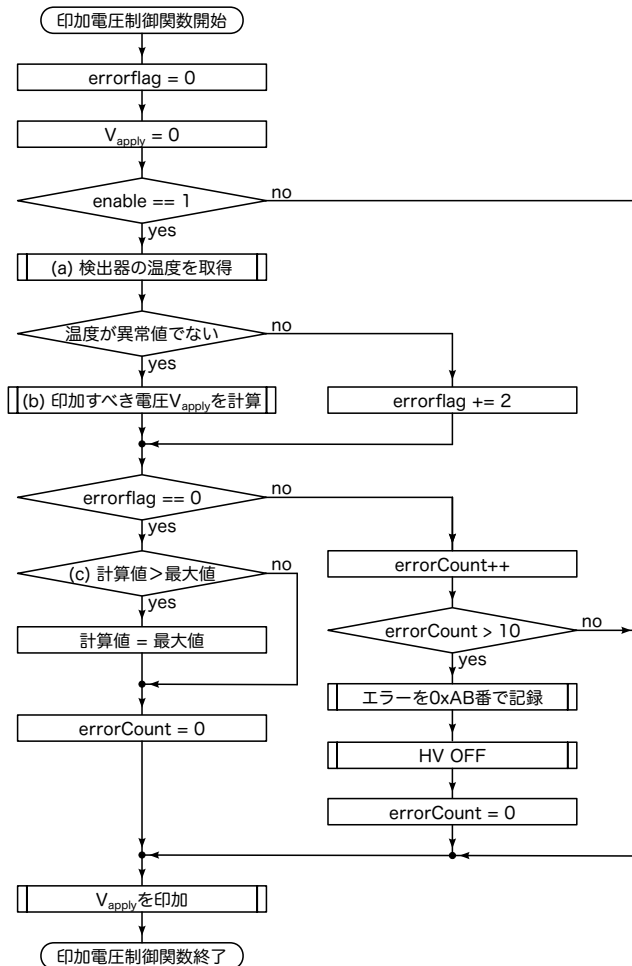 印加電圧制御関数開始
errorflag = 0
Vapply = 0
enable == 1
no
yes
(a) 検出器の温度を取得
温度が異常値でない
no
yes
(b) 印加すべき電圧Vapplyを計算
errorflag += 2
errorflag == 0
no
yes
errorCount++
(c) 計算値＞最大値
no
yes
errorCount > 10
no
yes
計算値 = 最大値
エラーを0xAB番で記録
errorCount = 0
HV OFF
errorCount = 0
Vapplyを印加
印加電圧制御関数終了